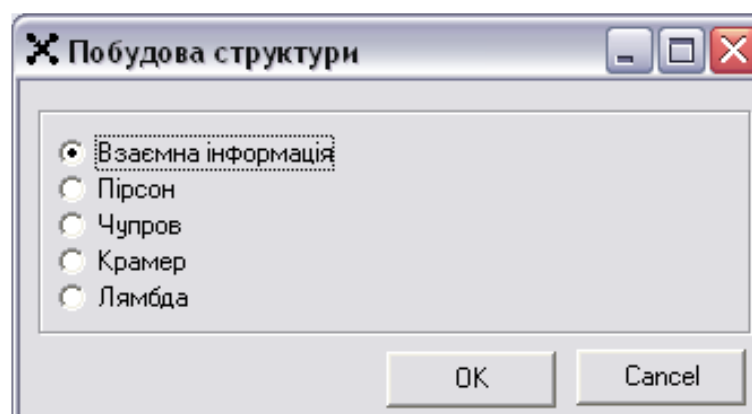 Побудова структури
Взаємна інформація
Пірсон
Чупров
Крамер
Лямбда
OK
Cancel